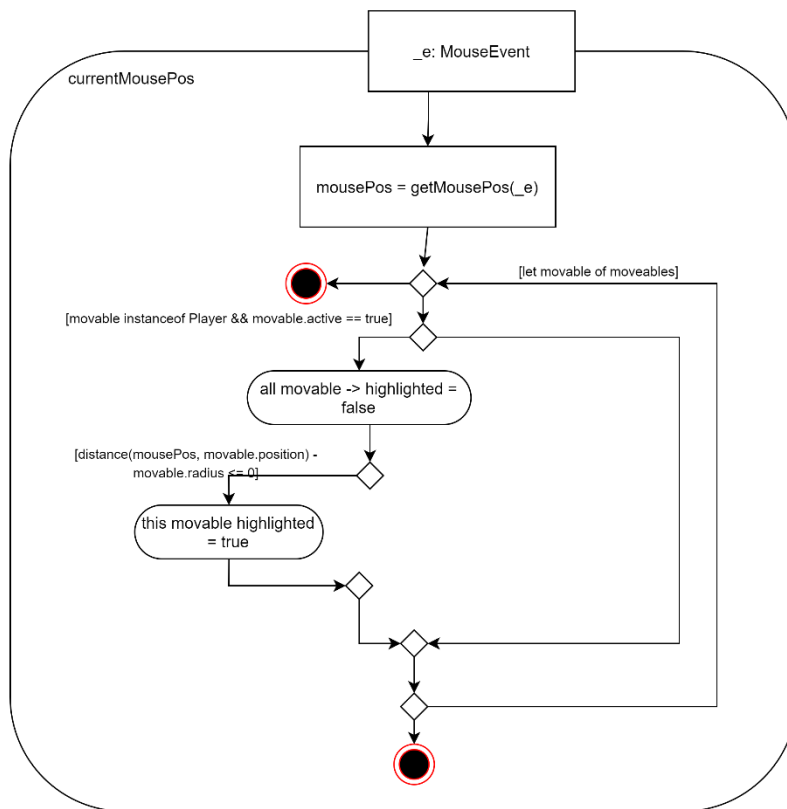 _e: MouseEvent
currentMousePos
mousePos = getMousePos(_e)
[let movable of moveables]
[movable instanceof Player && movable.active == true]
all movable -> highlighted =
false
[distance(mousePos, movable.position) -
movable.radius <= 0]
this movable highlighted
= true